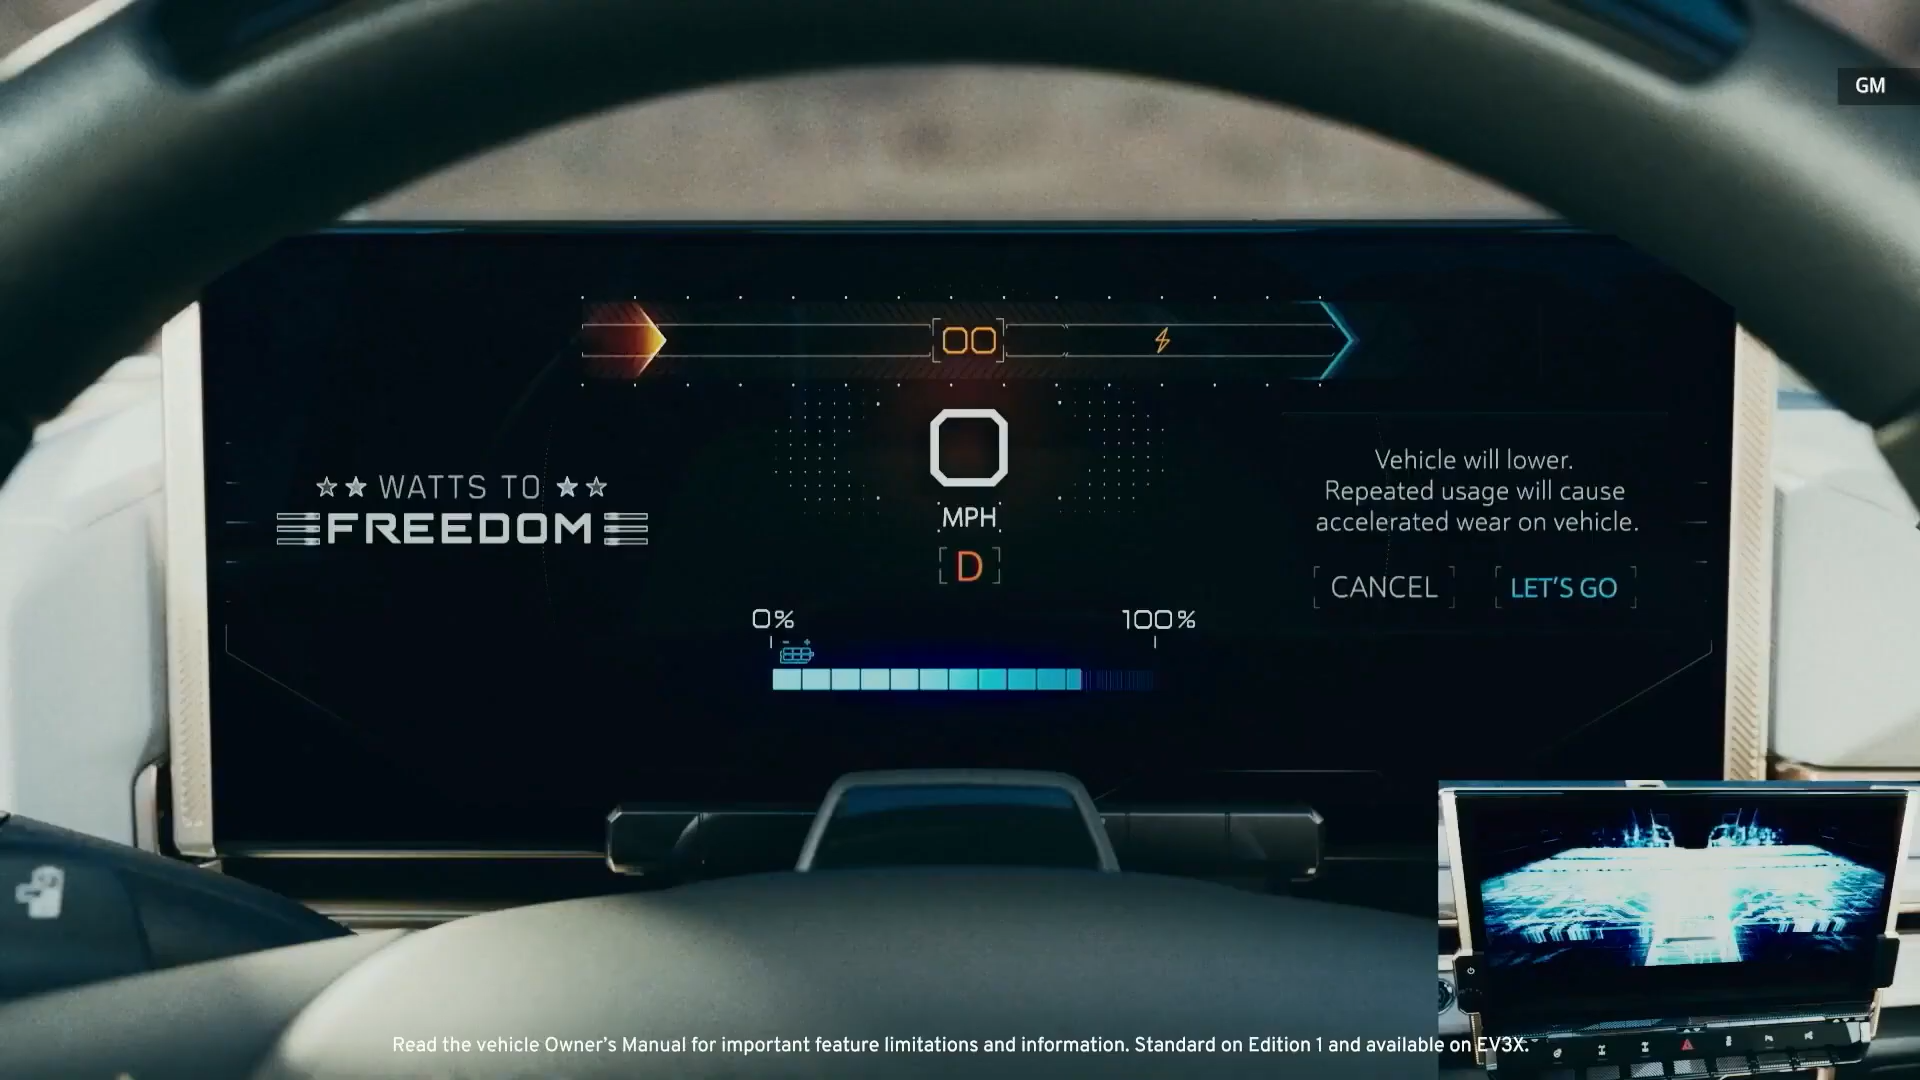 GM
00
0
MPH
D
WATTS TO
FREEDOM
Vehicle will lower.
Repeated usage will cause
accelerated wear on vehicle.
CANCEL
LET'S GO
0%
100%
Read the vehicle Owner's Manual for important feature limitations and information. Standard on Edition 1 and available on EV3X.